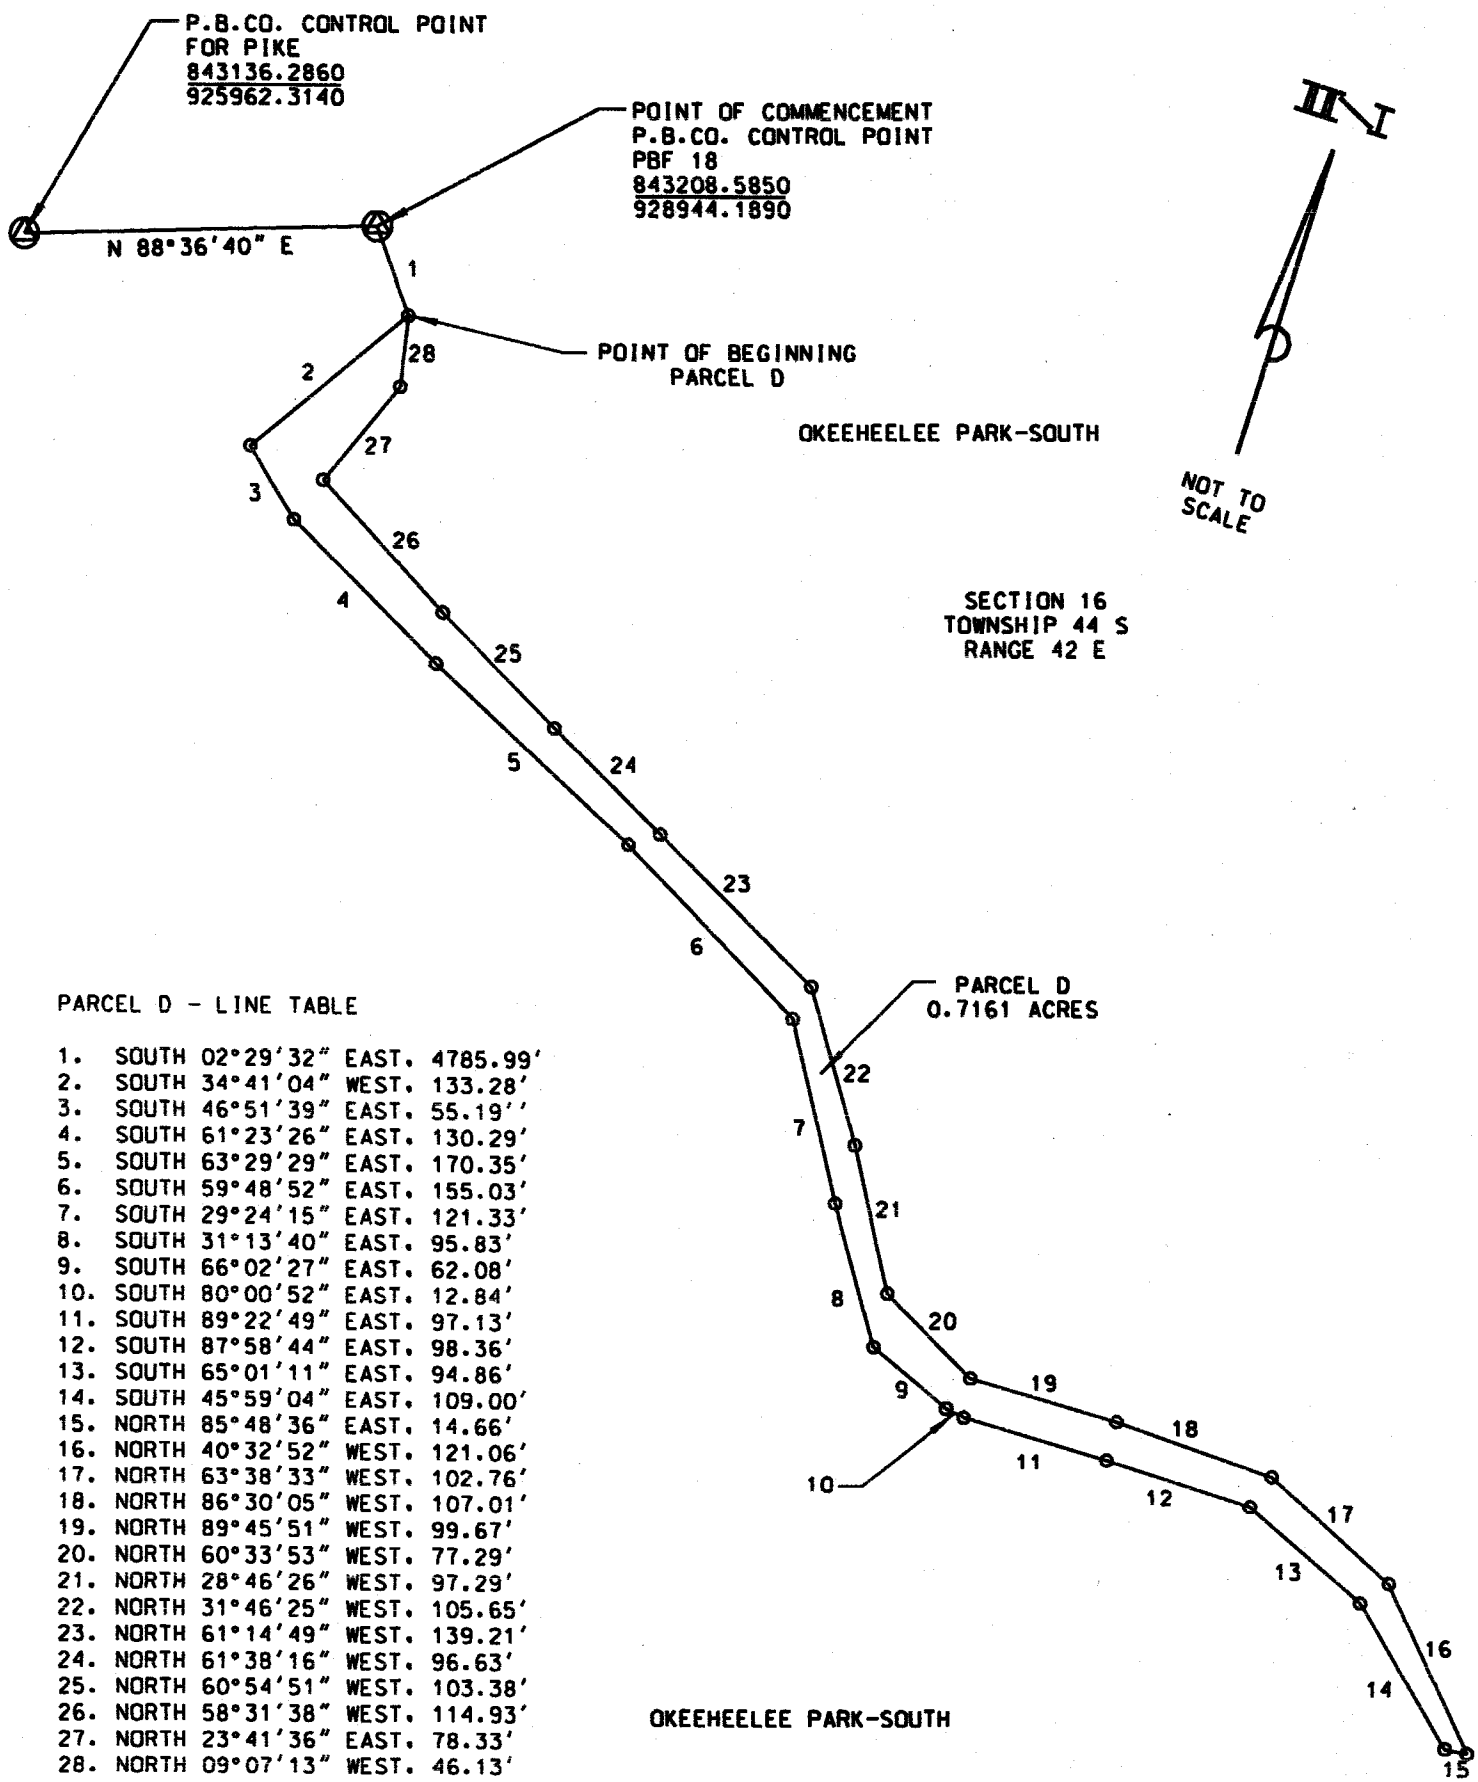 P.B.CO. CONTROL POINT
FOR PIKE
843136.2860
925962.3140
POINT OF COMMENCEMENT
P.B.CO. CONTROL POINT
PBF 18
843208.5850
928944.1890
N
N 88°36'40" E
1
28
2
POINT OF BEGINNING
PARCEL D
27
OKEEHEELEE PARK-SOUTH
3
NOT TO
SCALE
26
4
SECTION 16
TOWNSHIP 44 S
RANGE 42 E
25
5
24
23
6
PARCEL D
0.7161 ACRES
22
7
21
8
20
9
19
18
10
11
12
17
13
16
14
15
PARCEL D - LINE TABLE
1. SOUTH 02°29'32" EAST, 4785.99'
2. SOUTH 34°41'04" WEST, 133.28'
3. SOUTH 46°51'39" EAST, 55.19''
4. SOUTH 61°23'26" EAST, 130.29'
5. SOUTH 63°29'29" EAST, 170.35'
6. SOUTH 59°48'52" EAST, 155.03'
7. SOUTH 29°24'15" EAST, 121.33'
8. SOUTH 31°13'40" EAST, 95.83'
9. SOUTH 66°02'27" EAST, 62.08'
10. SOUTH 80°00'52" EAST, 12.84'
11. SOUTH 89°22'49" EAST, 97.13'
12. SOUTH 87°58'44" EAST, 98.36'
13. SOUTH 65°01'11" EAST, 94.86'
14. SOUTH 45°59'04" EAST, 109.00'
15. NORTH 85°48'36" EAST, 14.66'
16. NORTH 40°32'52" WEST, 121.06'
17. NORTH 63°38'33" WEST, 102.76'
18. NORTH 86°30'05" WEST, 107.01'
19. NORTH 89°45'51" WEST, 99.67'
20. NORTH 60°33'53" WEST, 77.29'
21. NORTH 28°46'26" WEST, 97.29'
22. NORTH 31°46'25" WEST, 105.65'
23. NORTH 61°14'49" WEST, 139.21'
24. NORTH 61°38'16" WEST, 96.63'
25. NORTH 60°54'51" WEST, 103.38'
26. NORTH 58°31'38" WEST, 114.93'
27. NORTH 23°41'36" EAST, 78.33'
28. NORTH 09°07'13" WEST, 46.13'
OKEEHEELEE PARK-SOUTH